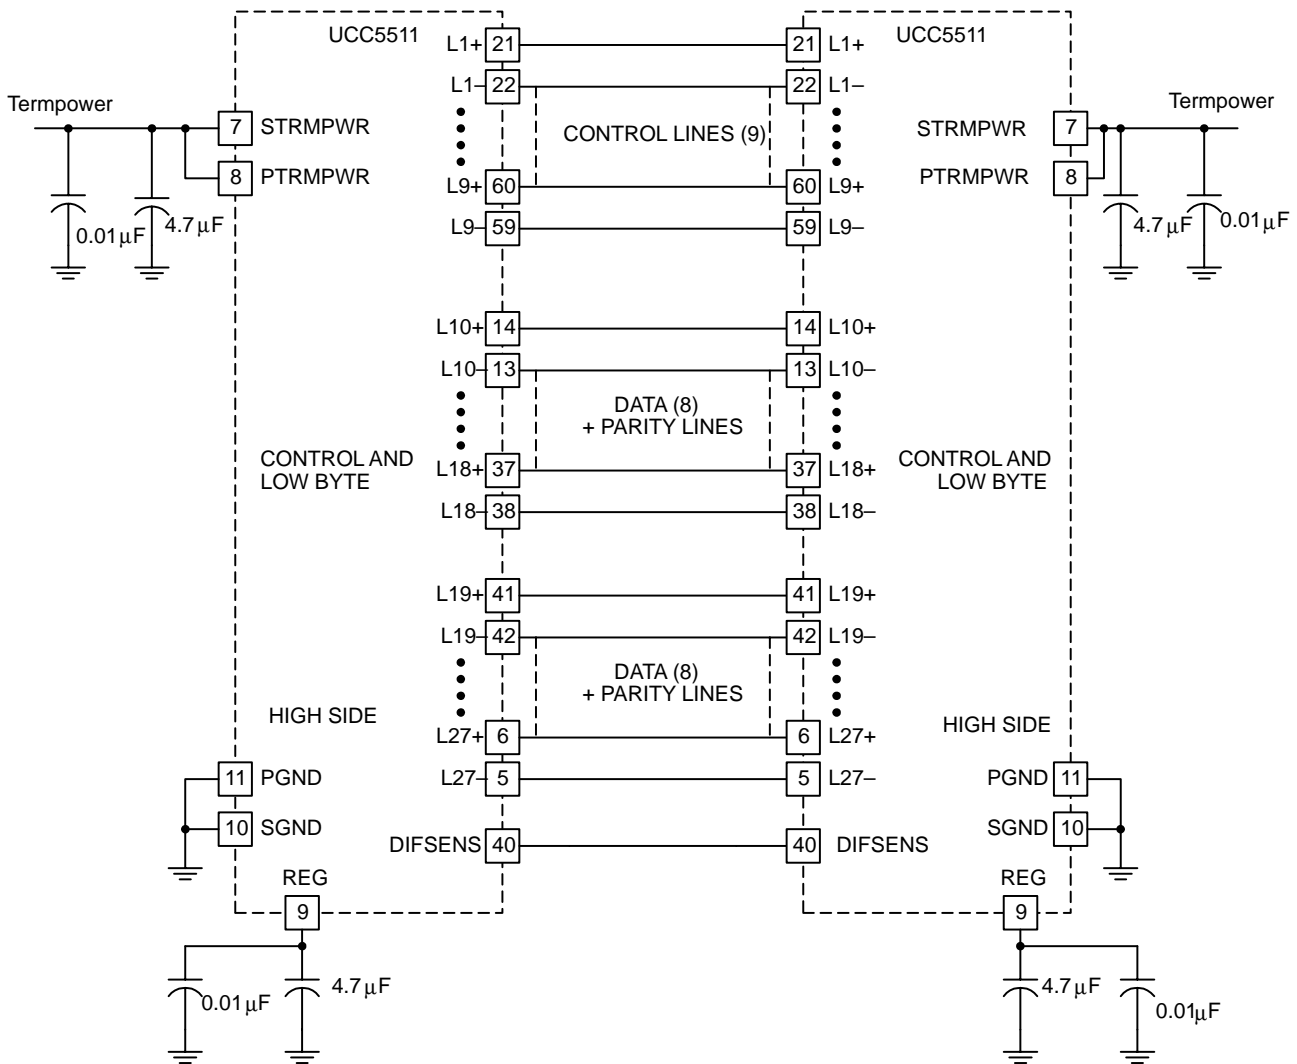 UCC5511
UCC5511
L1+ 21
21 L1+
L1– 22
22 L1–
Termpower
Termpower
7 STRMPWR
CONTROL LINES (9)
STRMPWR 7
8 PTRMPWR
PTRMPWR 8
L9+ 60
60 L9+
0.01µF
4.7µF
L9– 59
59 L9–
4.7µF
0.01µF
L10+ 14
14 L10+
L10– 13
13 L10–
DATA (8)
+ PARITY LINES
CONTROL AND
LOW BYTE
L18+ 37
37 L18+
CONTROL AND
LOW BYTE
L18– 38
38 L18–
L19+ 41
41 L19+
L19– 42
42 L19–
DATA (8)
+ PARITY LINES
HIGH SIDE
HIGH SIDE
L27+ 6
6 L27+
11 PGND
L27– 5
5 L27–
PGND 11
10 SGND
SGND 10
DIFSENS 40
40 DIFSENS
REG
REG
9
9
0.01µF
4.7µF
4.7µF
0.01µF